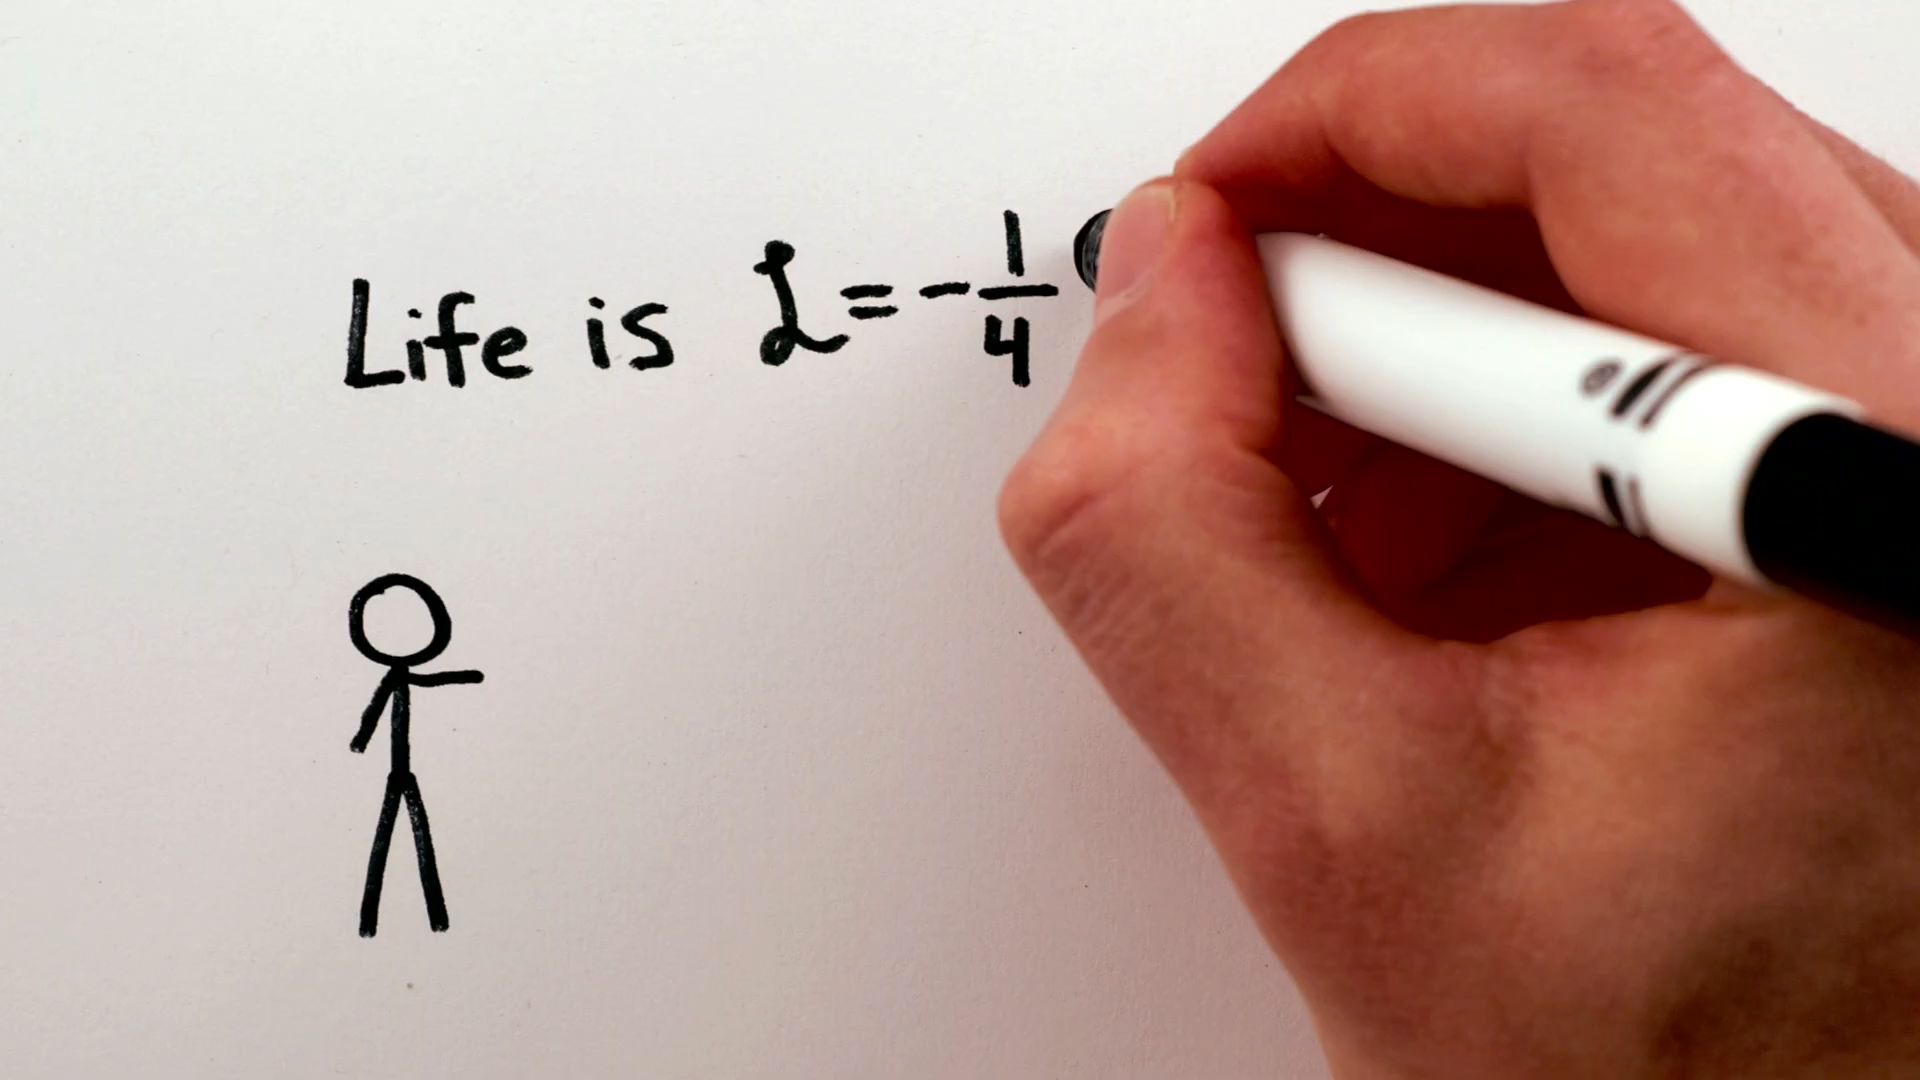 Life is ℒ = - 1/4